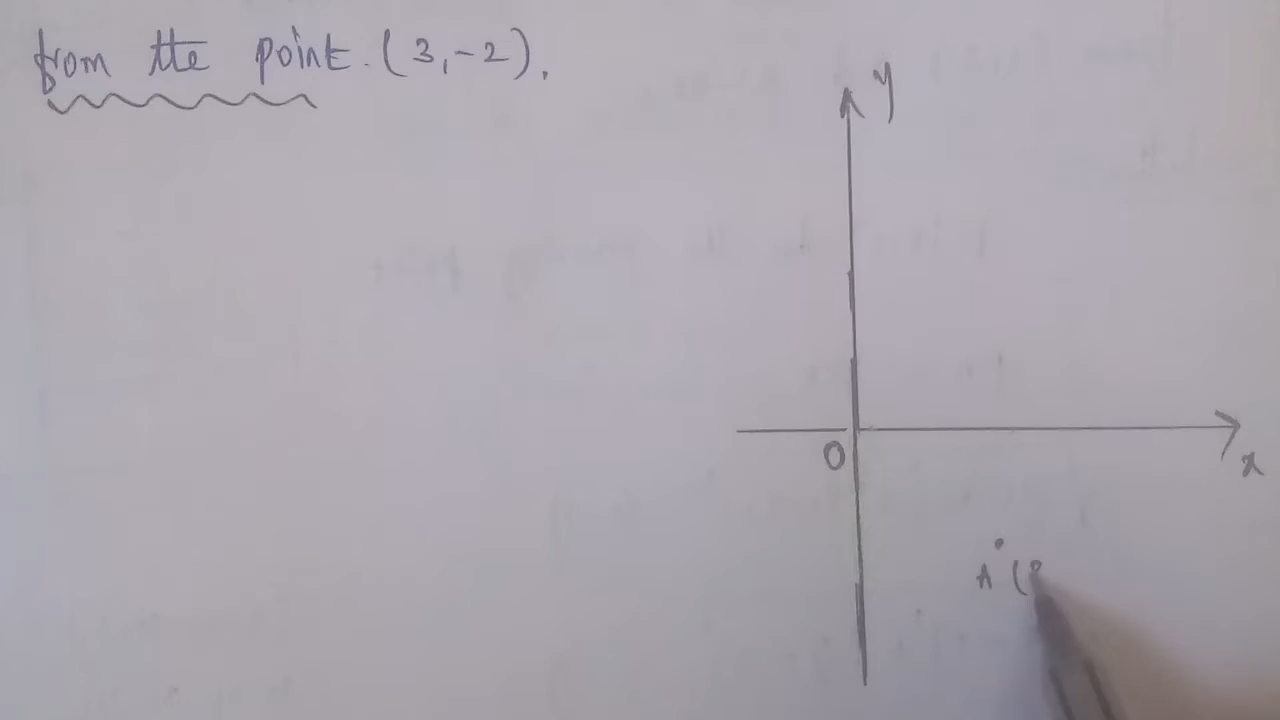 from the point. (3,-2).
y
O
x
A (